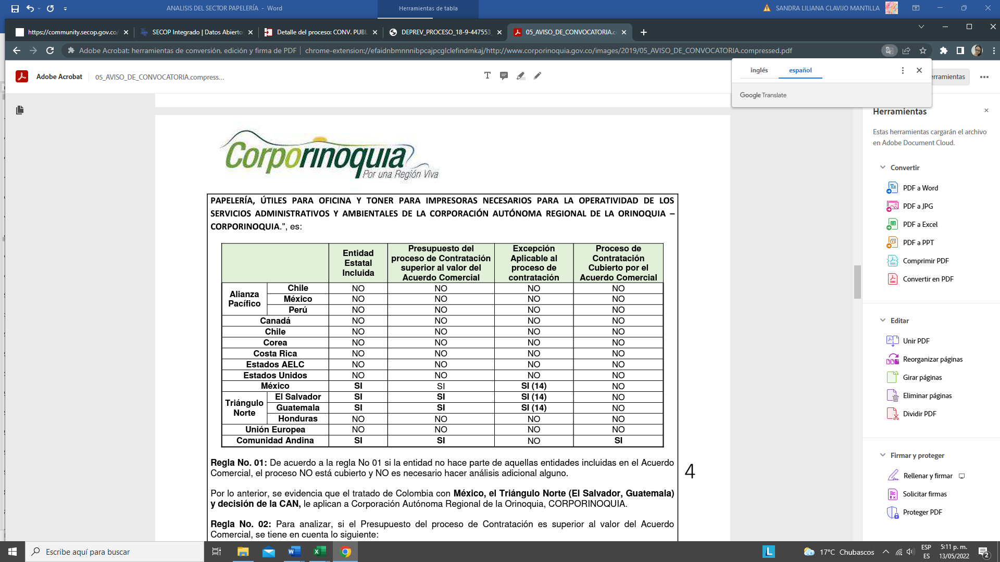 ANALISIS DEL SECTOR PAPELERÍA - Word
Herramientas de tabla
SANDRA LILIANA CLAVIJO MANTILLA
https://community.secop.gov.co/
SECOP Integrado | Datos Abierto
Detalle del proceso: CONV. PUBL
DEPREV_PROCESO_18-9-447553_
05_AVISO_DE_CONVOCATORIA.c
Adobe Acrobat: herramientas de conversión, edición y firma de PDF | chrome-extension://efaidnbmnnnibpcajpcglclefindmkaj/http://www.corporinoquia.gov.co/images/2019/05_AVISO_DE_CONVOCATORIA.compressed.pdf
Adobe Acrobat
05_AVISO_DE_CONVOCATORIA.compress...
inglés español
Google Translate
erramientas
Herramientas
Estas herramientas cargarán el archivo
en Adobe Document Cloud.
Convertir
PDF a Word
PDF a JPG
PDF a Excel
PDF a PPT
Comprimir PDF
Convertir en PDF
Editar
Unir PDF
Reorganizar páginas
Girar páginas
Eliminar páginas
Dividir PDF
Firmar y proteger
Rellenar y firmar
Solicitar firmas
Proteger PDF
Corporinoquia
Por una Región Viva
PAPELERÍA, ÚTILES PARA OFICINA Y TONER PARA IMPRESORAS NECESARIOS PARA LA OPERATIVIDAD DE LOS
SERVICIOS ADMINISTRATIVOS Y AMBIENTALES DE LA CORPORACIÓN AUTÓNOMA REGIONAL DE LA ORINOQUIA –
CORPORINOQUIA.", es:
Entidad Estatal Incluida
Presupuesto del proceso de Contratación superior al valor del Acuerdo Comercial
Excepción Aplicable al proceso de contratación
Proceso de Contratación Cubierto por el Acuerdo Comercial
Alianza Pacífico
Chile NO NO NO NO
México NO NO NO NO
Perú NO NO NO NO
Canadá NO NO NO NO
Chile NO NO NO NO
Corea NO NO NO NO
Costa Rica NO NO NO NO
Estados AELC NO NO NO NO
Estados Unidos NO NO NO NO
México SI SI SI (14) NO
Triángulo Norte
El Salvador SI SI SI (14) NO
Guatemala SI SI SI (14) NO
Honduras NO NO NO NO
Unión Europea NO NO NO NO
Comunidad Andina SI SI NO SI
Regla No. 01: De acuerdo a la regla No 01 si la entidad no hace parte de aquellas entidades incluidas en el Acuerdo
Comercial, el proceso NO está cubierto y NO es necesario hacer análisis adicional alguno.
4
Por lo anterior, se evidencia que el tratado de Colombia con México, el Triángulo Norte (El Salvador, Guatemala)
y decisión de la CAN, le aplican a Corporación Autónoma Regional de la Orinoquia, CORPORINOQUIA.
Regla No. 02: Para analizar, si el Presupuesto del proceso de Contratación es superior al valor del Acuerdo
Comercial, se tiene en cuenta lo siguiente:
Escribe aquí para buscar
L
17°C Chubascos
ESP
ES
5:11 p. m.
13/05/2022
2